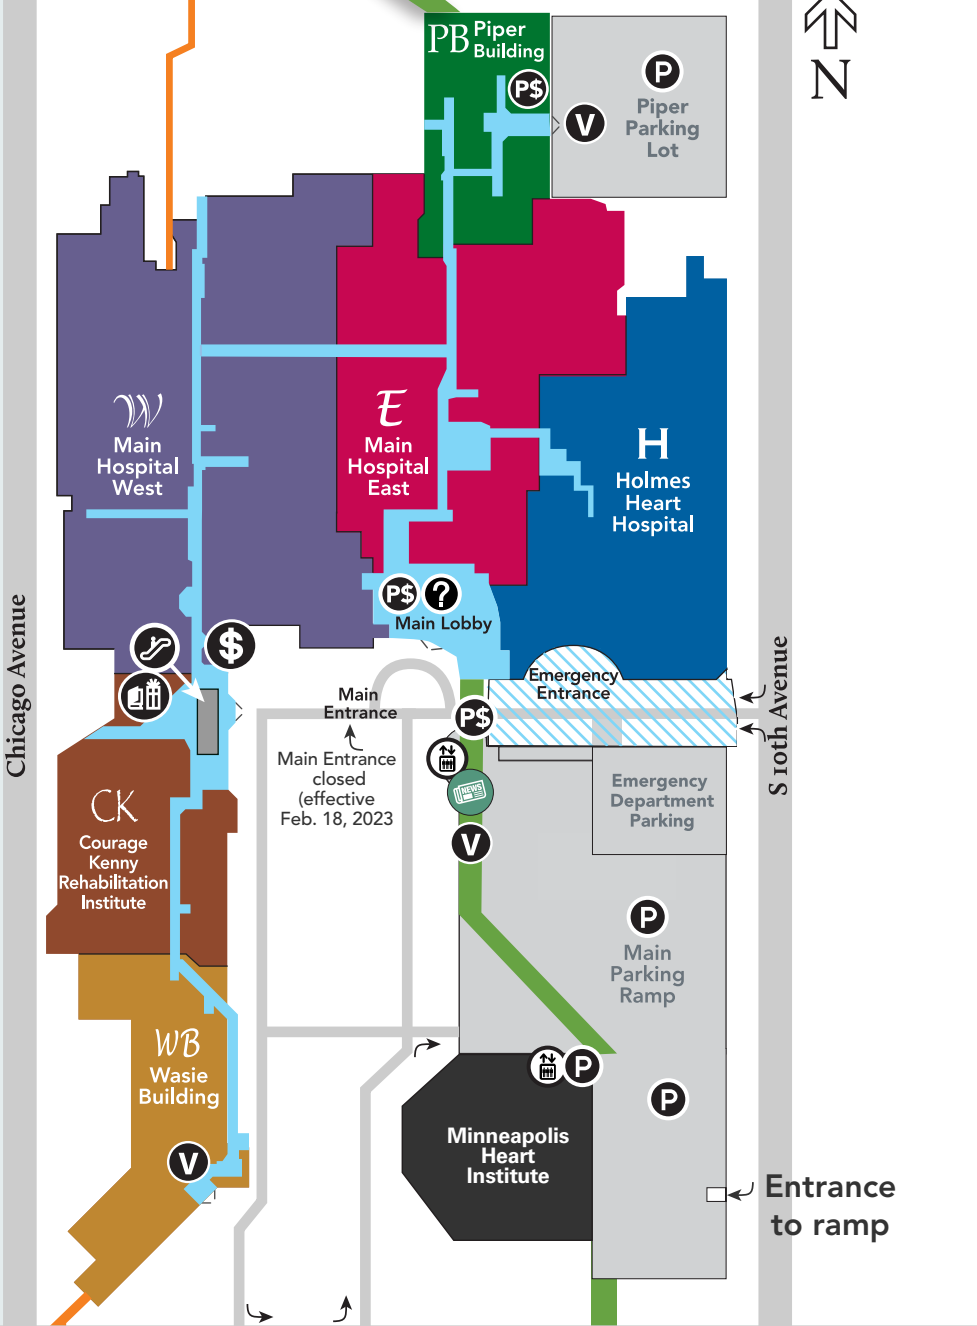 PB Piper
Building
P$
V
P
Piper
Parking
Lot
N
W
Main
Hospital
West
E
Main
Hospital
East
H
Holmes
Heart
Hospital
P$
?
Main Lobby
$
Emergency
Entrance
Main
Entrance
P$
Main Entrance
closed
(effective
Feb. 18, 2023
NEWS
V
Emergency
Department
Parking
CK
Courage
Kenny
Rehabilitation
Institute
P
Main
Parking
Ramp
WB
Wasie
Building
V
P
P
Minneapolis
Heart
Institute
Entrance
to ramp
Chicago Avenue
S 10th Avenue